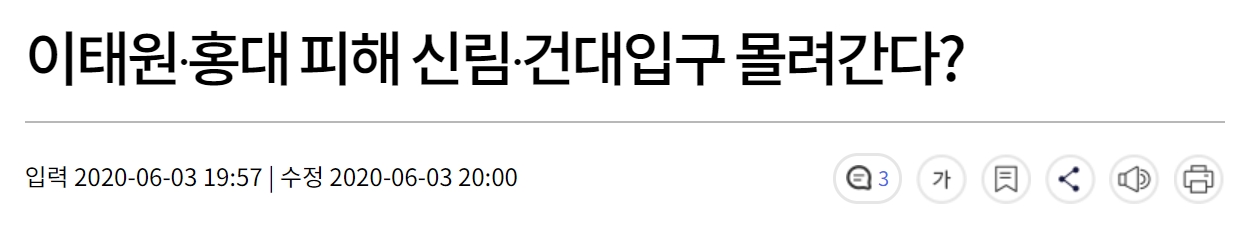 이태원·홍대 피해 신림·건대입구 몰려간다?
입력 2020-06-03 19:57 | 수정 2020-06-03 20:00
3 가